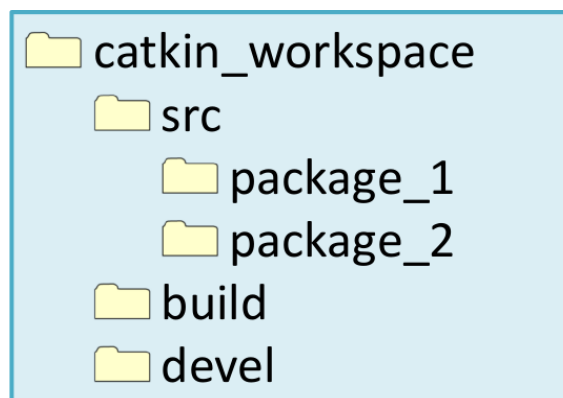 catkin_workspace
src
package_1
package_2
build
devel